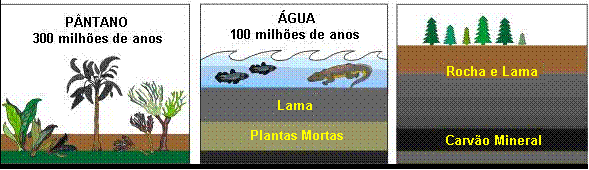 PÂNTANO
300 milhões de anos
ÁGUA
100 milhões de anos
Lama
Plantas Mortas
Rocha e Lama
Carvão Mineral